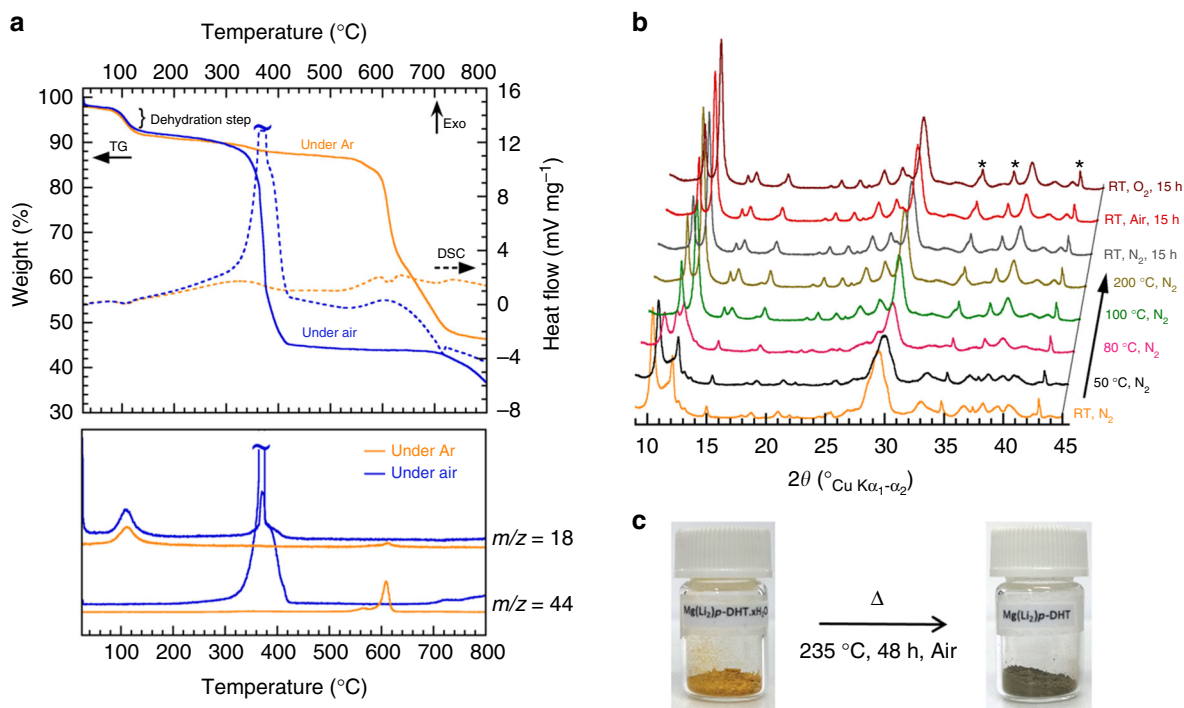 a
Temperature (°C)
100 200 300 400 500 600 700 800
100
90
80
70
60
50
40
30
Weight (%)
16
12
8
4
0
–4
–8
Heat flow (mV mg⁻¹)
Dehydration step
TG
Under Ar
Exo
DSC
Under air
Under Ar
Under air
m/z = 18
m/z = 44
100 200 300 400 500 600 700 800
Temperature (°C)
b
* * *
RT, O₂, 15 h
RT, Air, 15 h
RT, N₂, 15 h
200 °C, N₂
100 °C, N₂
80 °C, N₂
50 °C, N₂
RT, N₂
9 10 15 20 25 30 35 40 45
2θ (°Cu Kα₁-α₂)
c
Mg(Li₂)p-DHT.xH₂O
Δ
235 °C, 48 h, Air
Mg(Li₂)p-DHT